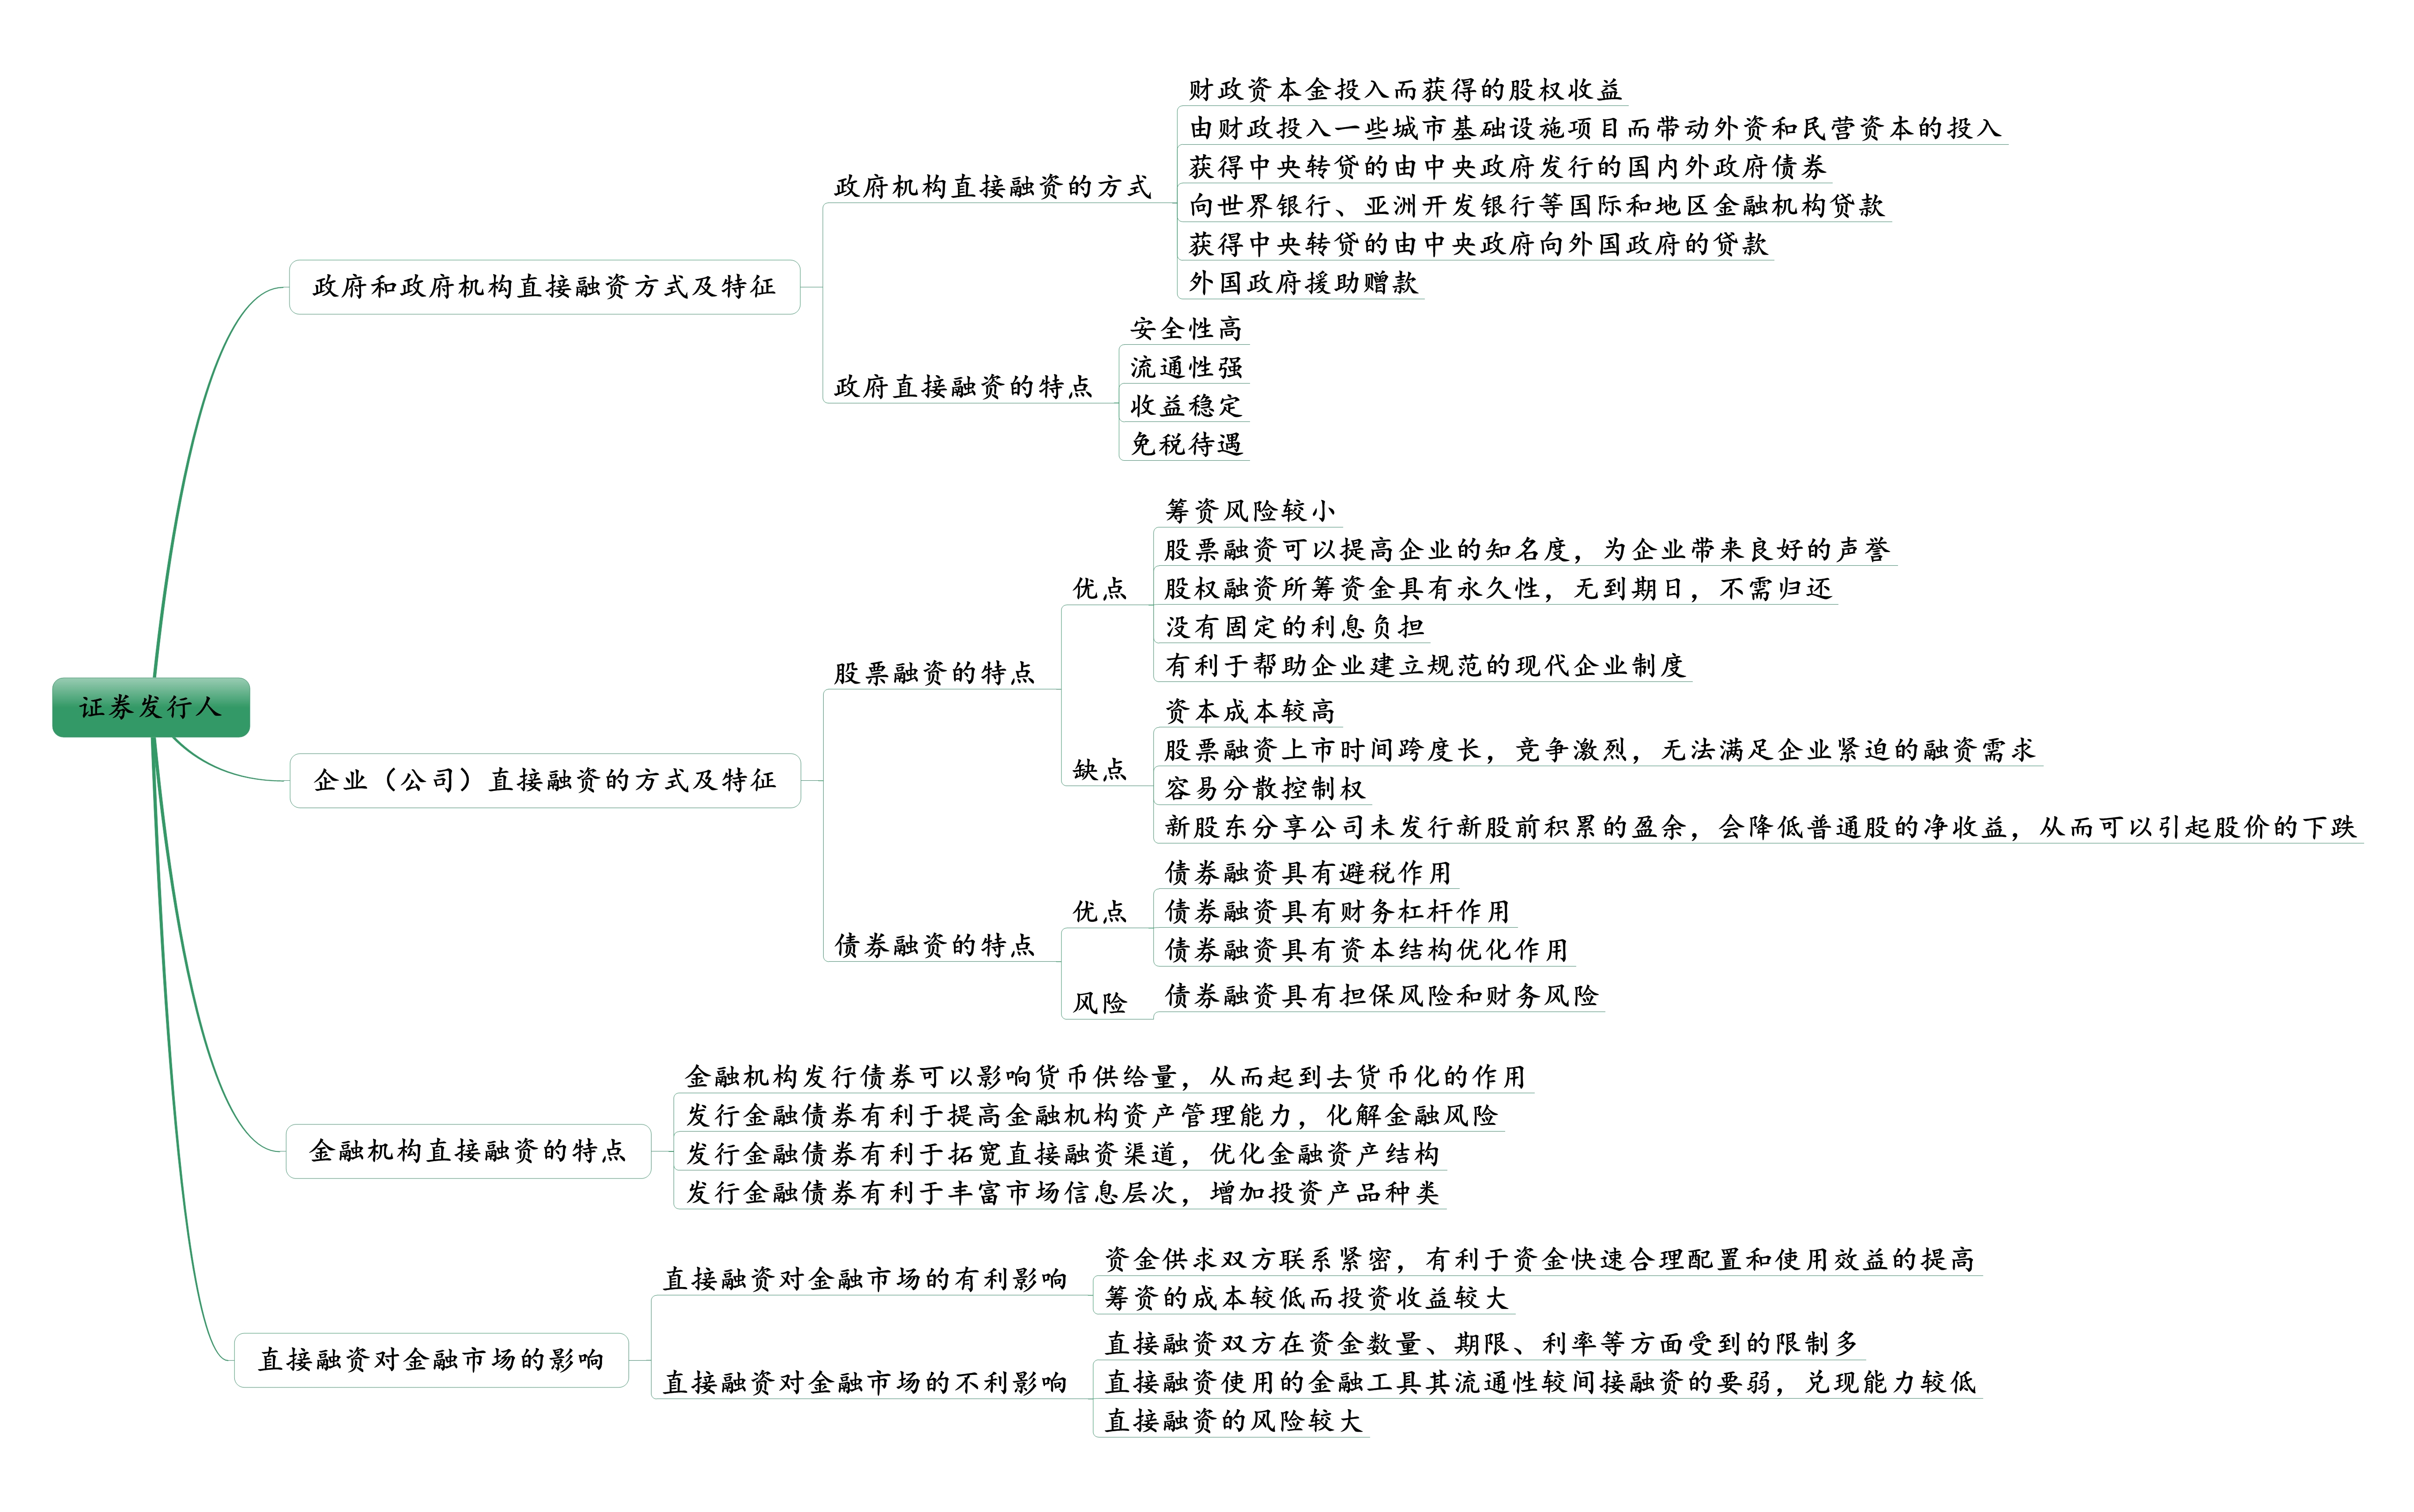 证券发行人
政府和政府机构直接融资方式及特征
政府机构直接融资的方式
财政资本金投入而获得的股权收益
由财政投入一些城市基础设施项目而带动外资和民营资本的投入
获得中央转贷的由中央政府发行的国内外政府债券
向世界银行、亚洲开发银行等国际和地区金融机构贷款
获得中央转贷的由中央政府向外国政府的贷款
外国政府援助赠款
政府直接融资的特点
安全性高
流通性强
收益稳定
免税待遇
企业（公司）直接融资的方式及特征
股票融资的特点
优点
筹资风险较小
股票融资可以提高企业的知名度，为企业带来良好的声誉
股权融资所筹资金具有永久性，无到期日，不需归还
没有固定的利息负担
有利于帮助企业建立规范的现代企业制度
缺点
资本成本较高
股票融资上市时间跨度长，竞争激烈，无法满足企业紧迫的融资需求
容易分散控制权
新股东分享公司未发行新股前积累的盈余，会降低普通股的净收益，从而可以引起股价的下跌
债券融资的特点
优点
债券融资具有避税作用
债券融资具有财务杠杆作用
债券融资具有资本结构优化作用
风险
债券融资具有担保风险和财务风险
金融机构直接融资的特点
金融机构发行债券可以影响货币供给量，从而起到去货币化的作用
发行金融债券有利于提高金融机构资产管理能力，化解金融风险
发行金融债券有利于拓宽直接融资渠道，优化金融资产结构
发行金融债券有利于丰富市场信息层次，增加投资产品种类
直接融资对金融市场的影响
直接融资对金融市场的有利影响
资金供求双方联系紧密，有利于资金快速合理配置和使用效益的提高
筹资的成本较低而投资收益较大
直接融资对金融市场的不利影响
直接融资双方在资金数量、期限、利率等方面受到的限制多
直接融资使用的金融工具其流通性较间接融资的要弱，兑现能力较低
直接融资的风险较大